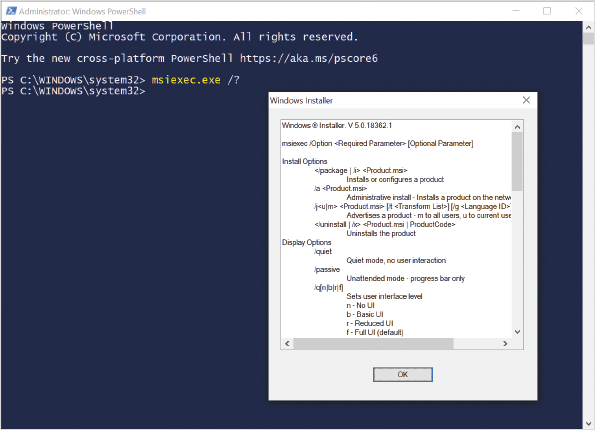 Administrator: Windows PowerShell
Windows PowerShell
Copyright (C) Microsoft Corporation. All rights reserved.
Try the new cross-platform PowerShell https://aka.ms/pscore6
PS C:\WINDOWS\system32> msiexec.exe /?
PS C:\WINDOWS\system32>
Windows Installer
Windows ® Installer. V 5.0.18362.1
msiexec /Option <Required Parameter> [Optional Parameter]
Install Options
</package | /i> <Product.msi>
Installs or configures a product
/a <Product.msi>
Administrative install - Installs a product on the netwo
/j<u|m> <Product.msi> [/t <Transform List>] [/g <Language ID>
Advertises a product - m to all users, u to current use
</uninstall | /x> <Product.msi | ProductCode>
Uninstalls the product
Display Options
/quiet
Quiet mode, no user interaction
/passive
Unattended mode - progress bar only
/q[n|b|r|f]
Sets user interface level
n - No UI
b - Basic UI
r - Reduced UI
f - Full UI (default)
OK